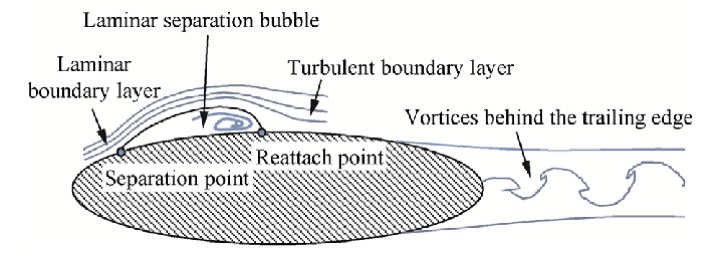 Laminar separation bubble
Laminar
boundary layer
Turbulent boundary layer
Vortices behind the trailing edge
Reattach point
Separation point